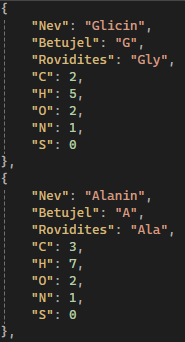 {
"Nev": "Glicin",
"Betujel": "G",
"Rovidites": "Gly",
"C": 2,
"H": 5,
"O": 2,
"N": 1,
"S": 0
},
{
"Nev": "Alanin",
"Betujel": "A",
"Rovidites": "Ala",
"C": 3,
"H": 7,
"O": 2,
"N": 1,
"S": 0
},